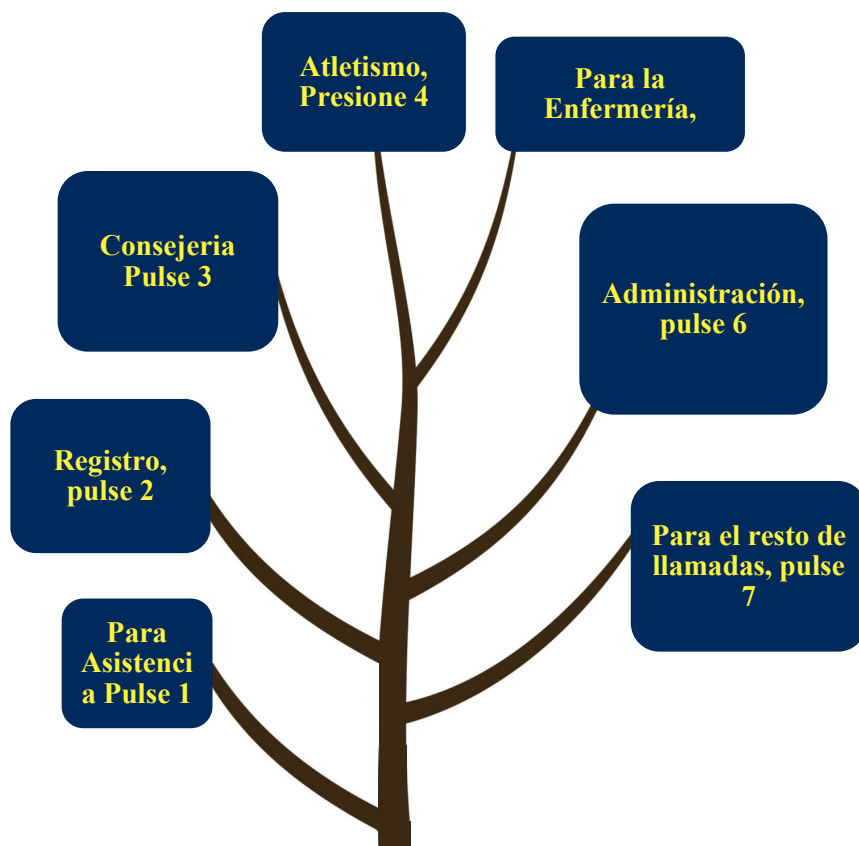 Atletismo,
Presione 4
Para la
Enfermería,
Consejeria
Pulse 3
Administración,
pulse 6
Registro,
pulse 2
Para el resto de
llamadas, pulse
7
Para
Asistenci
a Pulse 1